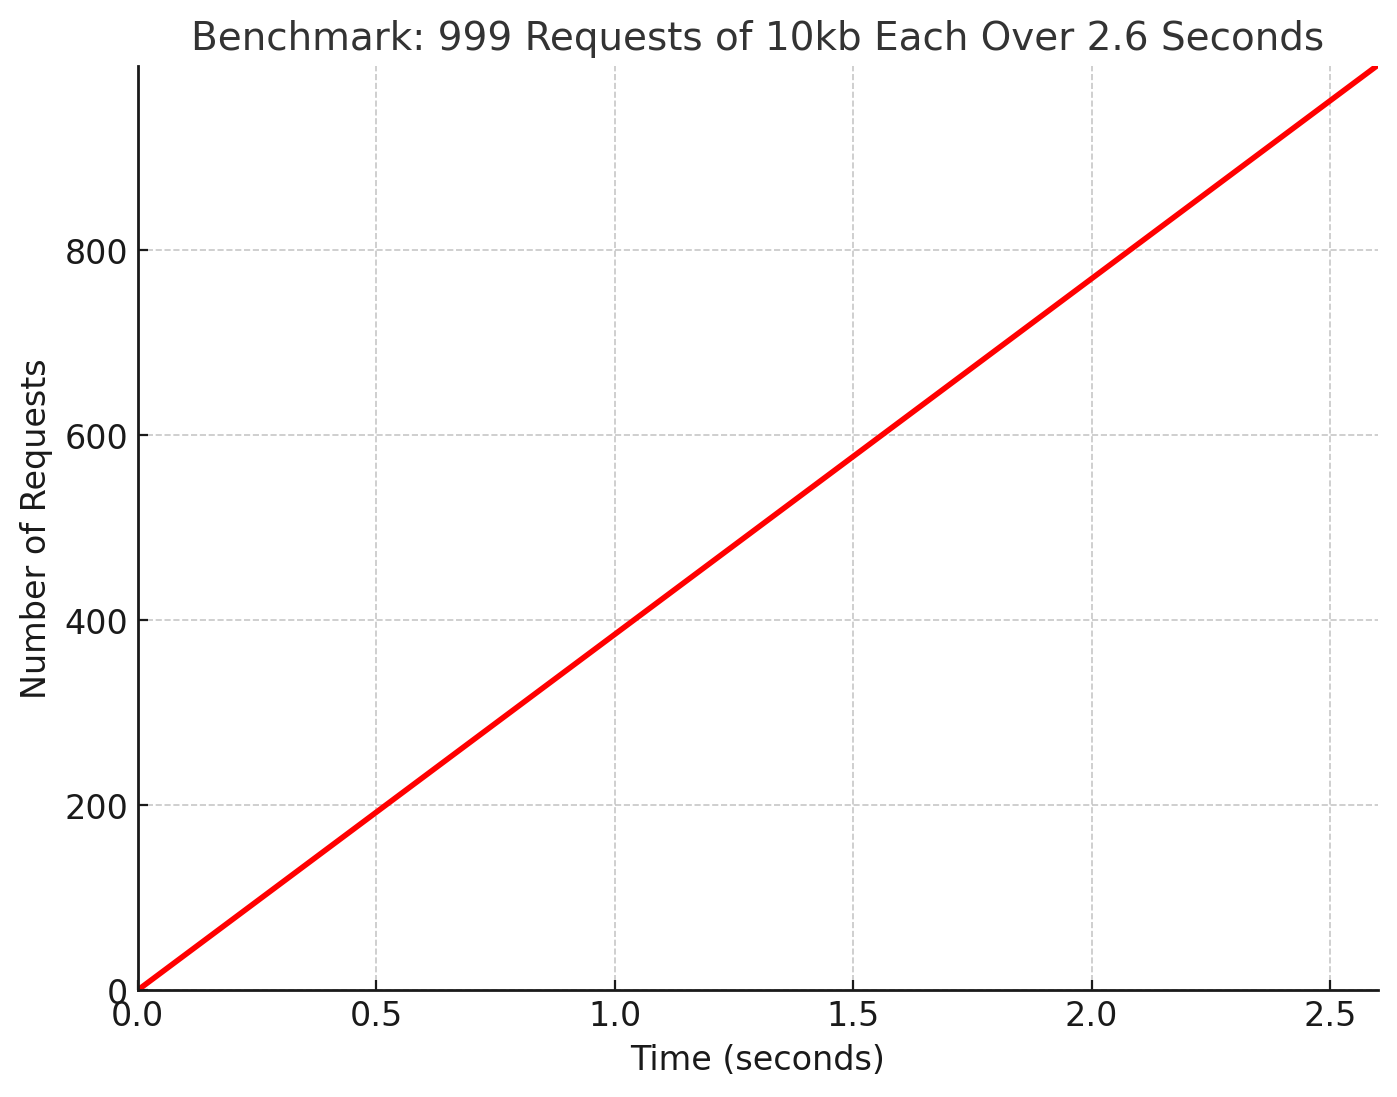 Benchmark: 999 Requests of 10kb Each Over 2.6 Seconds
800
600
400
200
0
Number of Requests
0.0 0.5 1.0 1.5 2.0 2.5
Time (seconds)